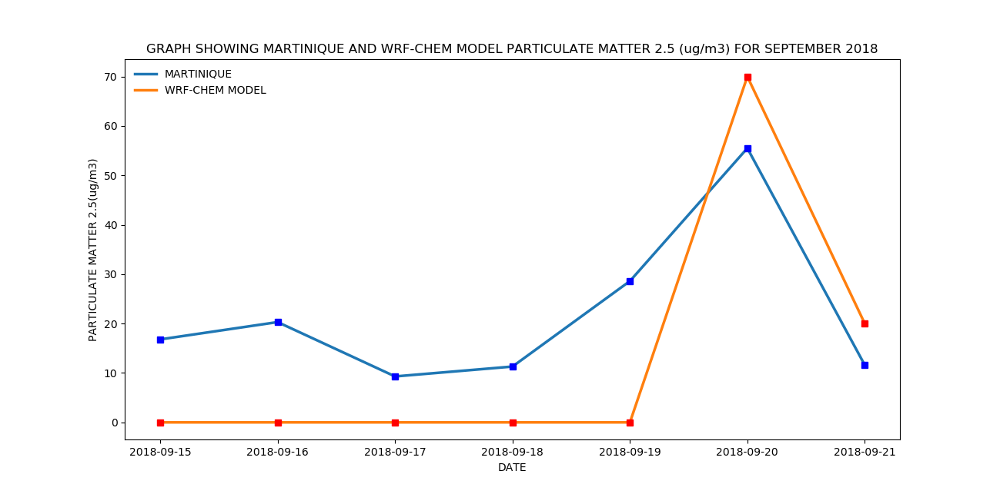 GRAPH SHOWING MARTINIQUE AND WRF-CHEM MODEL PARTICULATE MATTER 2.5 (ug/m3) FOR SEPTEMBER 2018
MARTINIQUE
WRF-CHEM MODEL
PARTICULATE MATTER 2.5(ug/m3)
70
60
50
40
30
20
10
0
2018-09-15 2018-09-16 2018-09-17 2018-09-18 2018-09-19 2018-09-20 2018-09-21
DATE